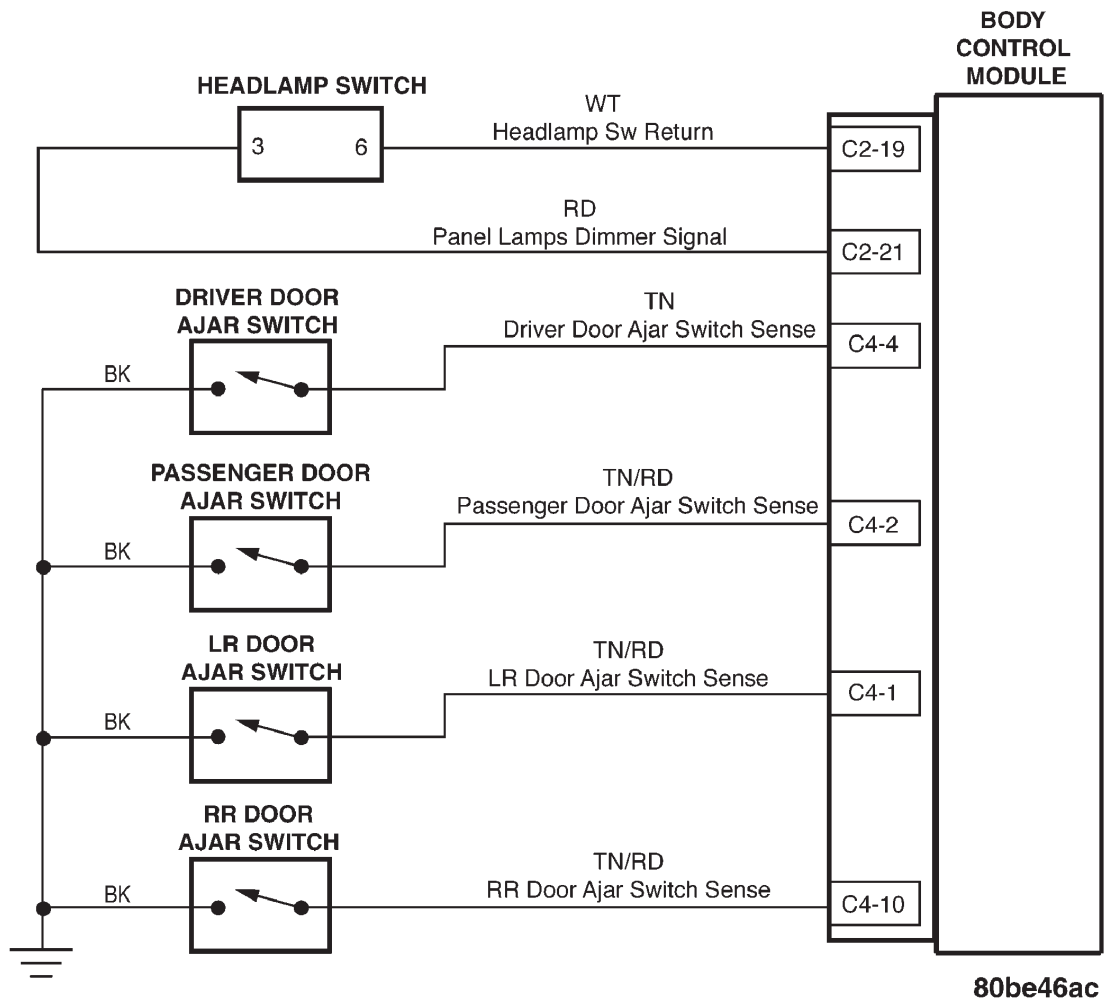 BODY
CONTROL
MODULE
HEADLAMP SWITCH
3
6
WT
Headlamp Sw Return
C2-19
RD
Panel Lamps Dimmer Signal
C2-21
DRIVER DOOR
AJAR SWITCH
BK
TN
Driver Door Ajar Switch Sense
C4-4
PASSENGER DOOR
AJAR SWITCH
BK
TN/RD
Passenger Door Ajar Switch Sense
C4-2
LR DOOR
AJAR SWITCH
BK
TN/RD
LR Door Ajar Switch Sense
C4-1
RR DOOR
AJAR SWITCH
BK
TN/RD
RR Door Ajar Switch Sense
C4-10
80be46ac